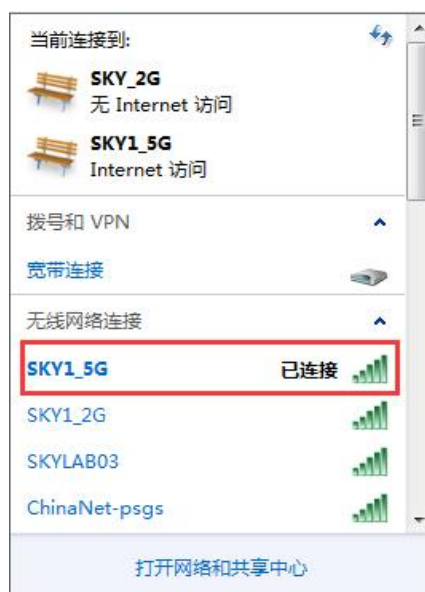 当前连接到:
SKY_2G
无 Internet 访问
SKY1_5G
Internet 访问
拨号和 VPN
宽带连接
无线网络连接
SKY1_5G 已连接
SKY1_2G
SKYLAB03
ChinaNet-psgs
打开网络和共享中心